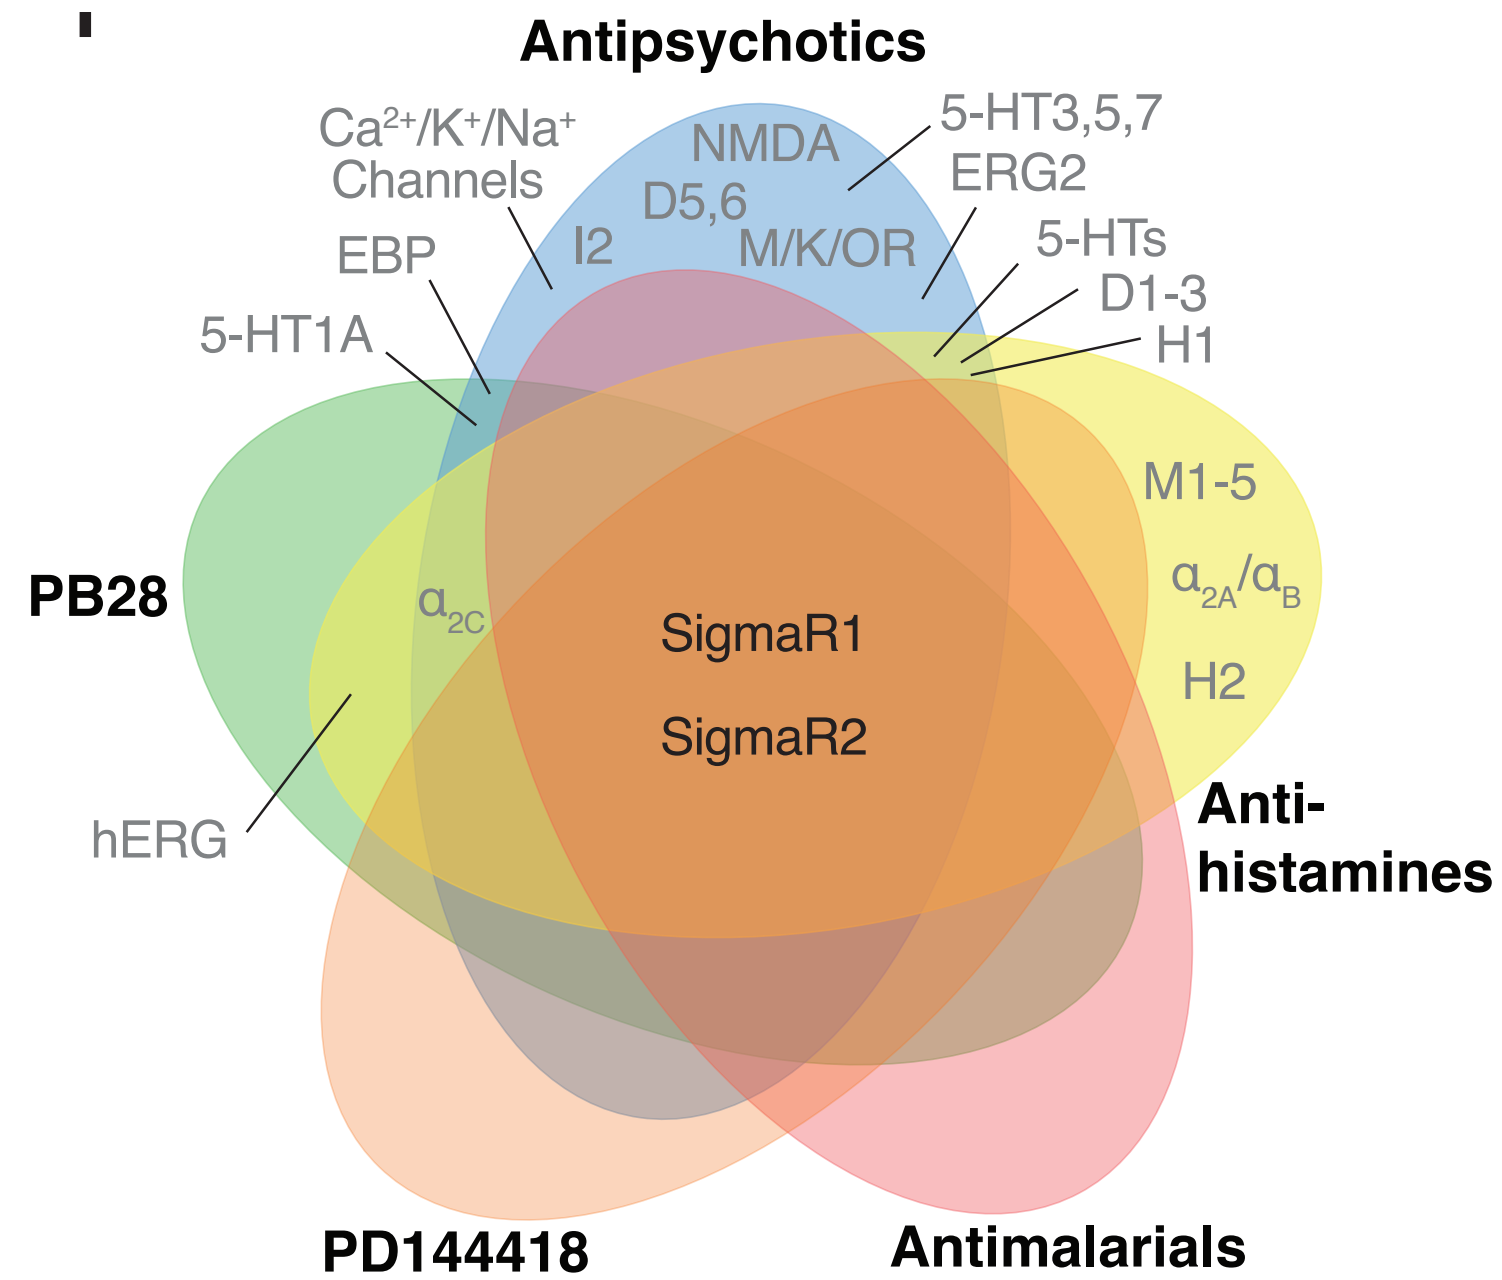 Antipsychotics
Ca²⁺/K⁺/Na⁺
Channels
NMDA
5-HT3,5,7
ERG2
D5,6
I2
M/K/OR
5-HTs
EBP
D1-3
5-HT1A
H1
M1-5
PB28
α₂C
α₂A/αB
SigmaR1
H2
SigmaR2
hERG
Anti-
histamines
PD144418
Antimalarials